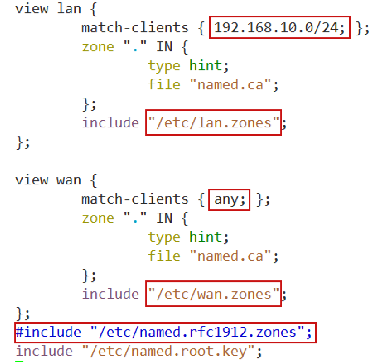 view lan {
        match-clients { 192.168.10.0/24; };
        zone "." IN {
                type hint;
                file "named.ca";
        };
        include "/etc/lan.zones";
};

view wan {
        match-clients { any; };
        zone "." IN {
                type hint;
                file "named.ca";
        };
        include "/etc/wan.zones";
};
#include "/etc/named.rfc1912.zones";
include "/etc/named.root.key";